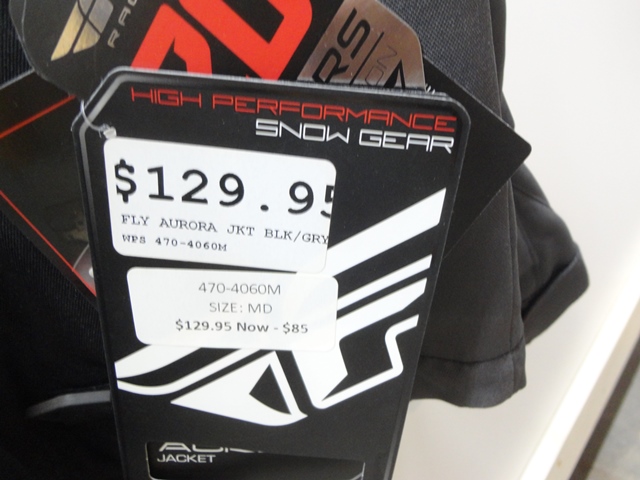 HIGH PERFORMANCE
SNOW GEAR
$129.95
FLY AURORA JKT BLK/GRY
WPS 470-4060M
470-4060M
SIZE: MD
$129.95 Now - $85
JACKET